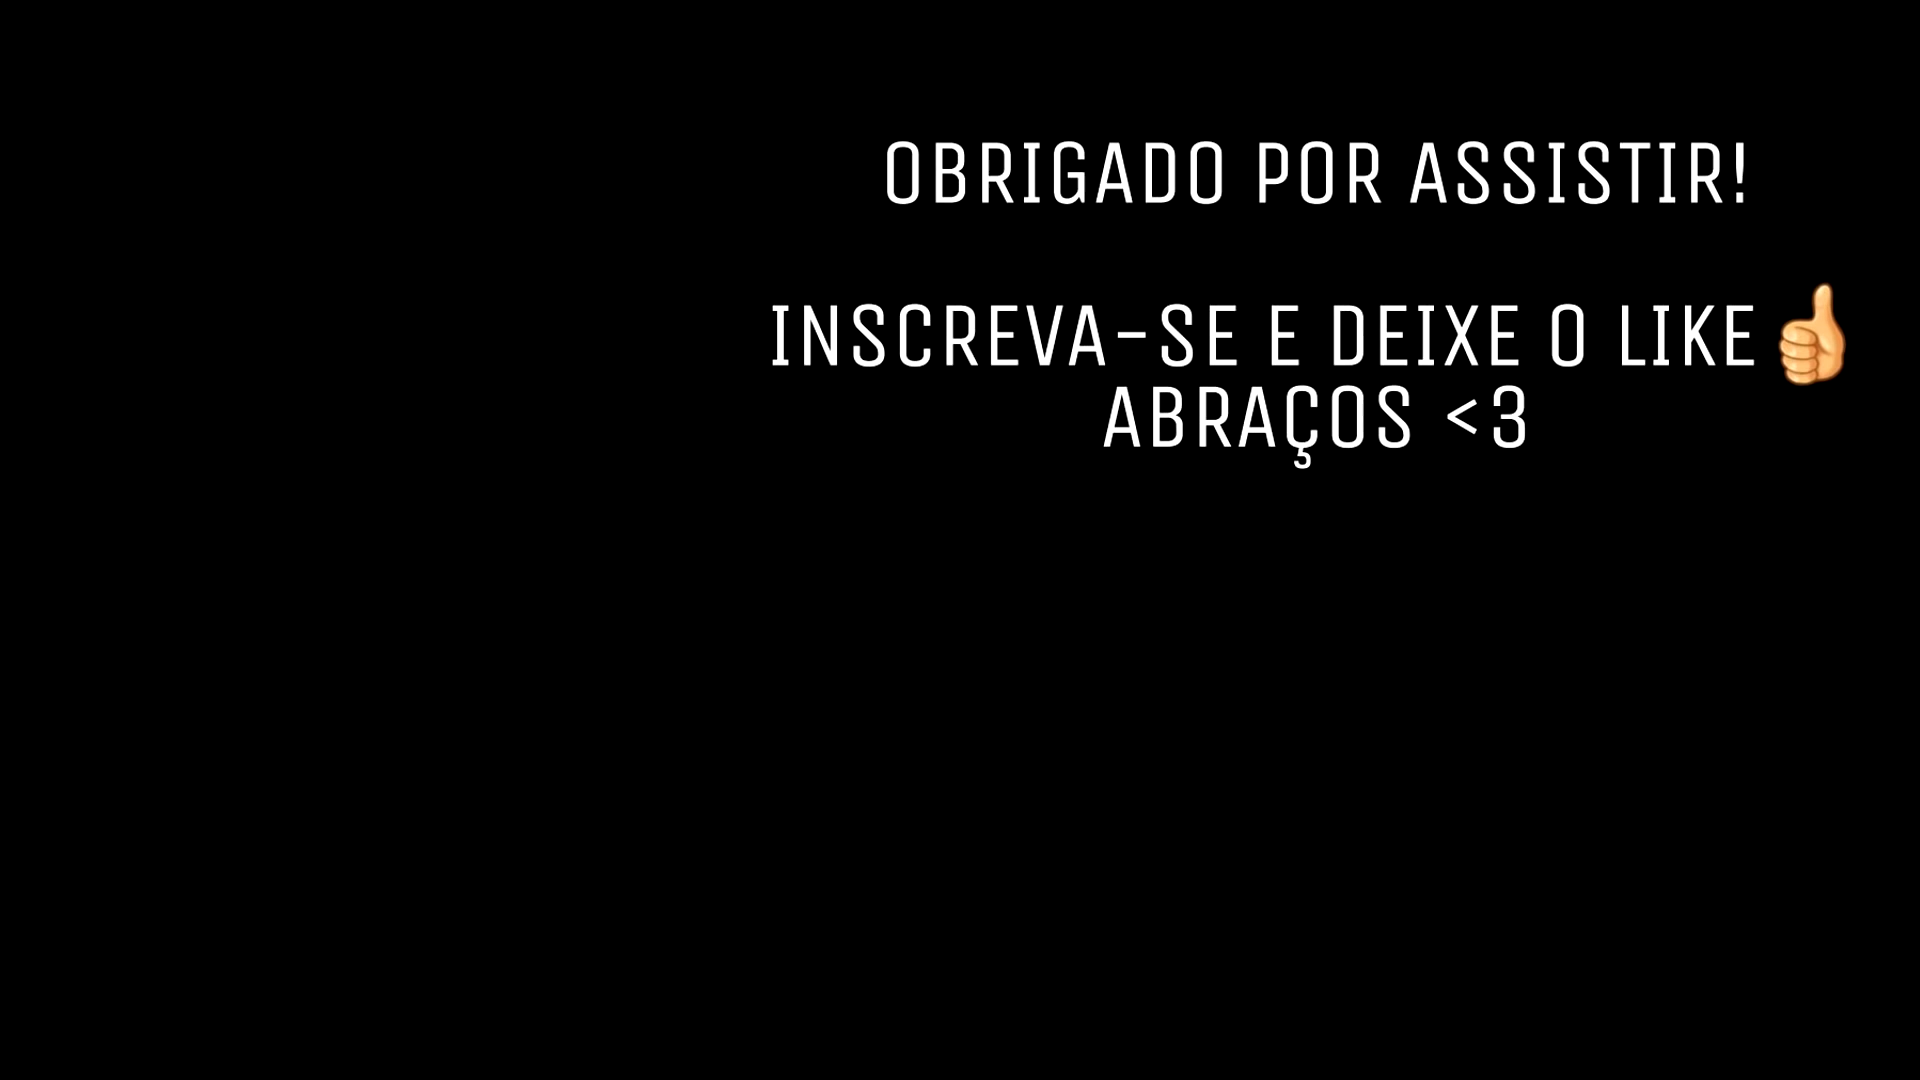 OBRIGADO POR ASSISTIR!
INSCREVA-SE E DEIXE O LIKE👍
ABRAÇOS <3